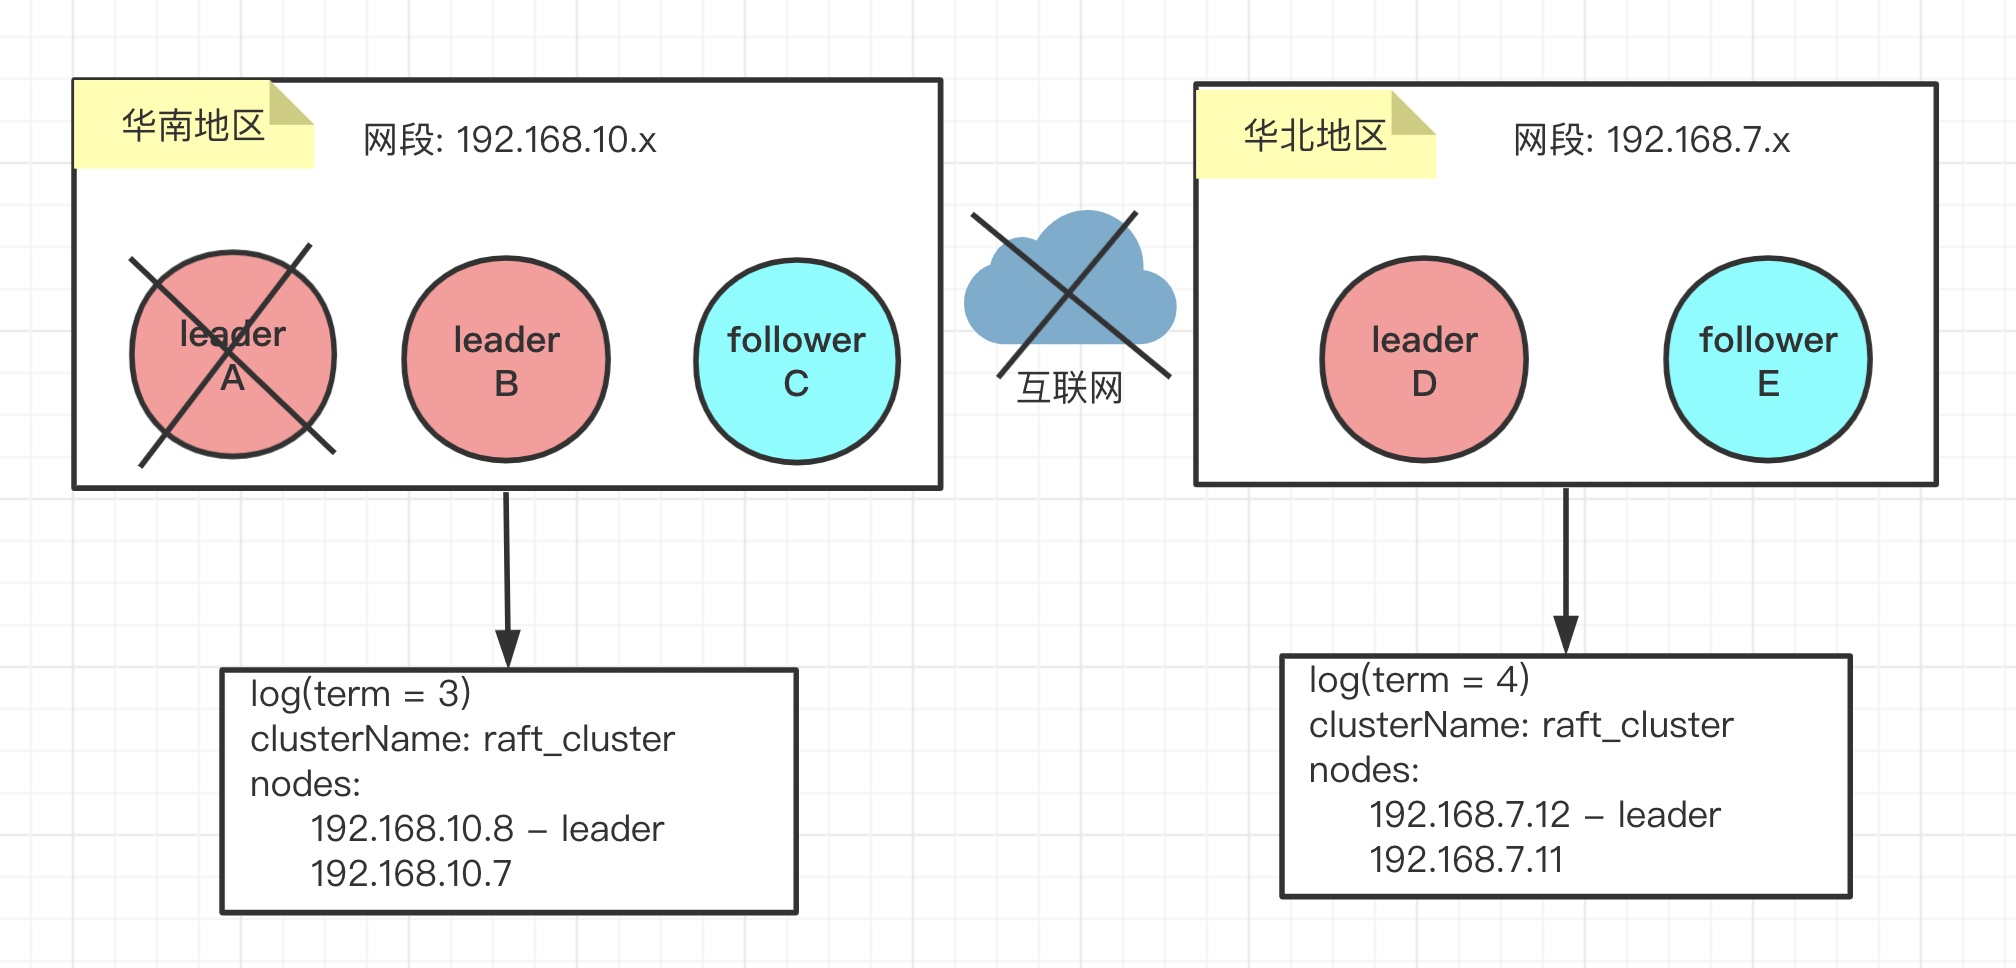 华南地区
网段: 192.168.10.x
leader
A
leader
B
follower
C
互联网
华北地区
网段: 192.168.7.x
leader
D
follower
E
log(term = 3)
clusterName: raft_cluster
nodes:
192.168.10.8 – leader
192.168.10.7
log(term = 4)
clusterName: raft_cluster
nodes:
192.168.7.12 – leader
192.168.7.11